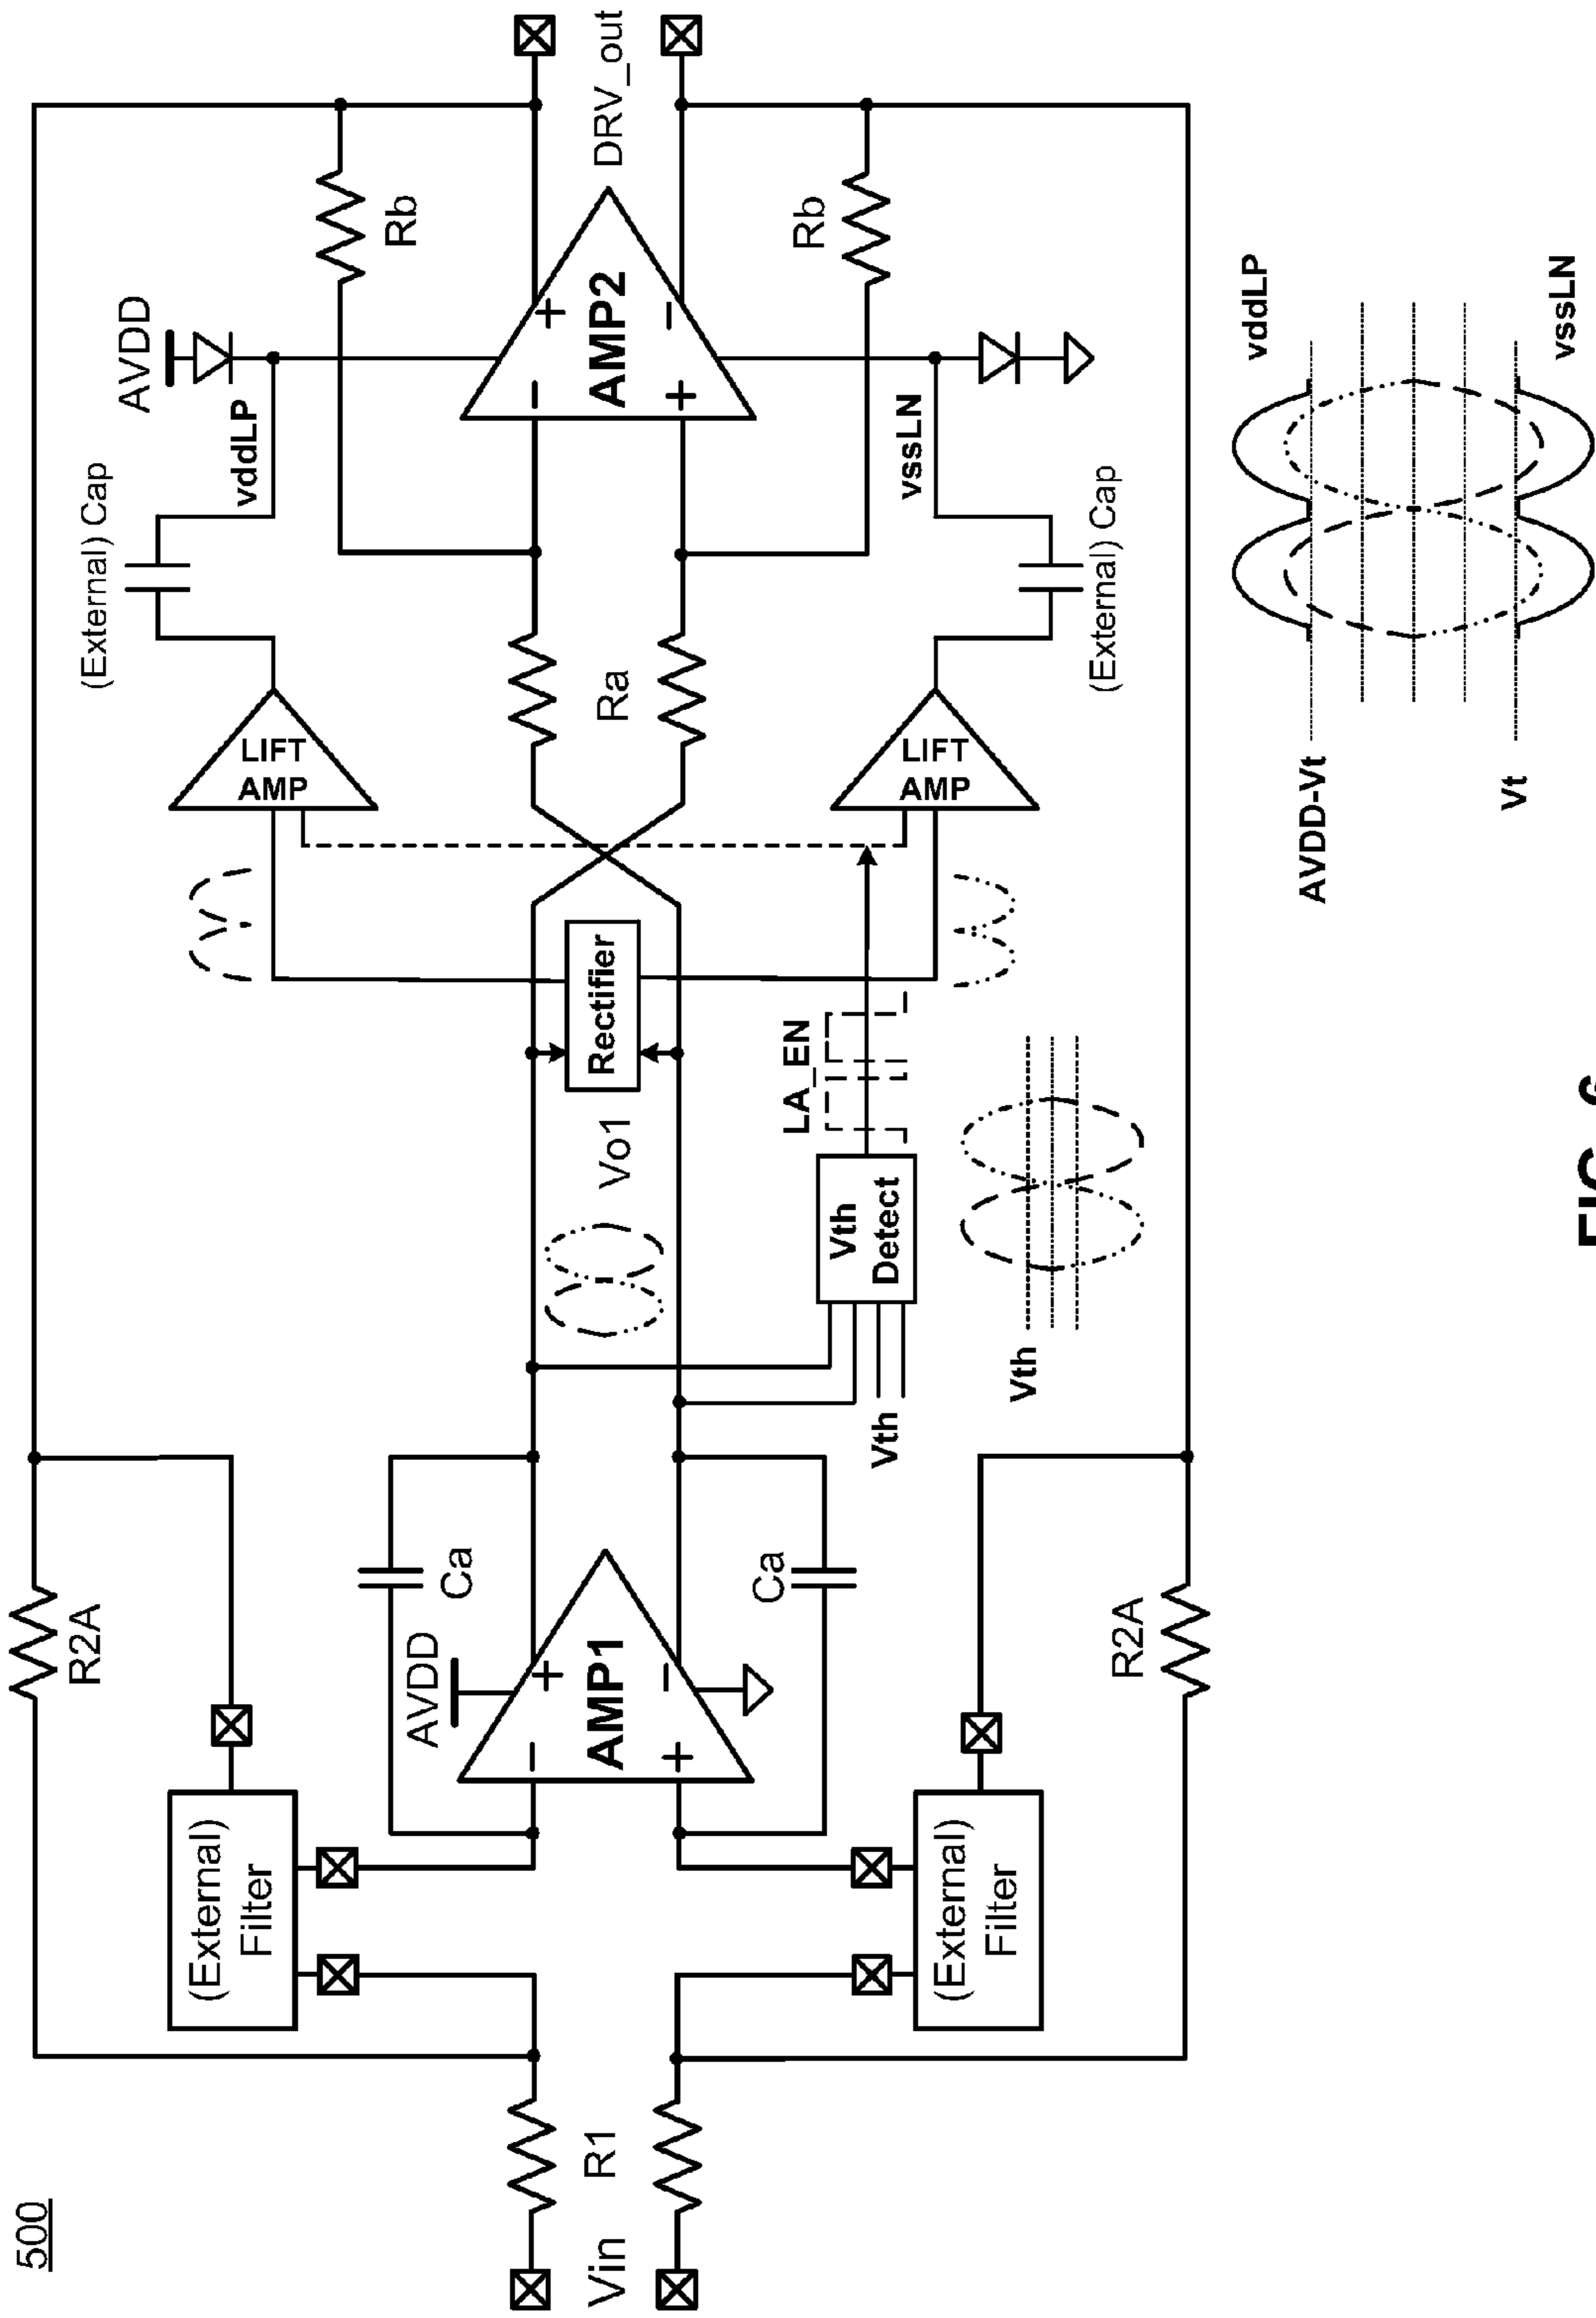 500
Vin
R1
R2A
(External)
Filter
AVDD
AMP1
−
+
+
−
Ca
Ca
(External)
Filter
R2A
Vth
Vth
Detect
LA_EN
Vth
Vo1
Rectifier
LIFT
AMP
LIFT
AMP
(External) Cap
(External) Cap
Ra
AVDD
vddLP
vssLN
AMP2
−
+
+
−
Rb
Rb
DRV_out
AVDD-Vt
Vt
vddLP
vssLN